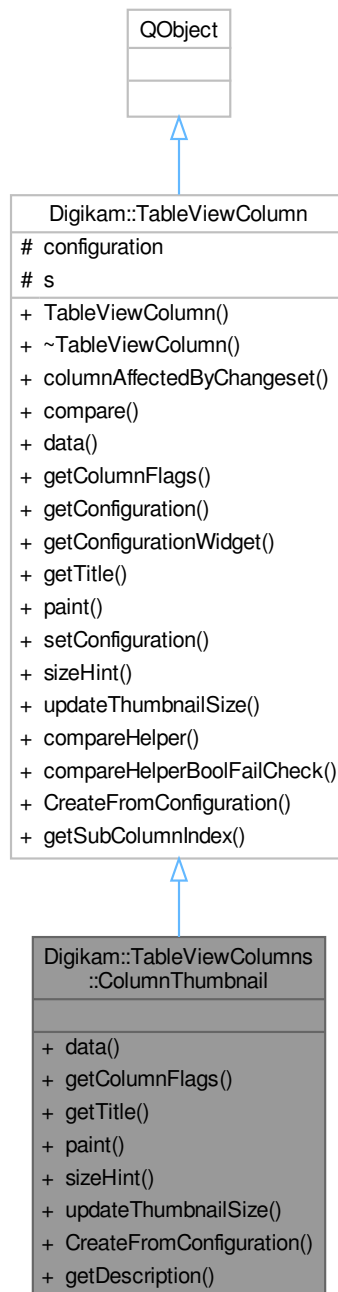 QObject
Digikam::TableViewColumn
# configuration
# s
+ TableViewColumn()
+ ~TableViewColumn()
+ columnAffectedByChangeset()
+ compare()
+ data()
+ getColumnFlags()
+ getConfiguration()
+ getConfigurationWidget()
+ getTitle()
+ paint()
+ setConfiguration()
+ sizeHint()
+ updateThumbnailSize()
+ compareHelper()
+ compareHelperBoolFailCheck()
+ CreateFromConfiguration()
+ getSubColumnIndex()
Digikam::TableViewColumns
::ColumnThumbnail
+ data()
+ getColumnFlags()
+ getTitle()
+ paint()
+ sizeHint()
+ updateThumbnailSize()
+ CreateFromConfiguration()
+ getDescription()